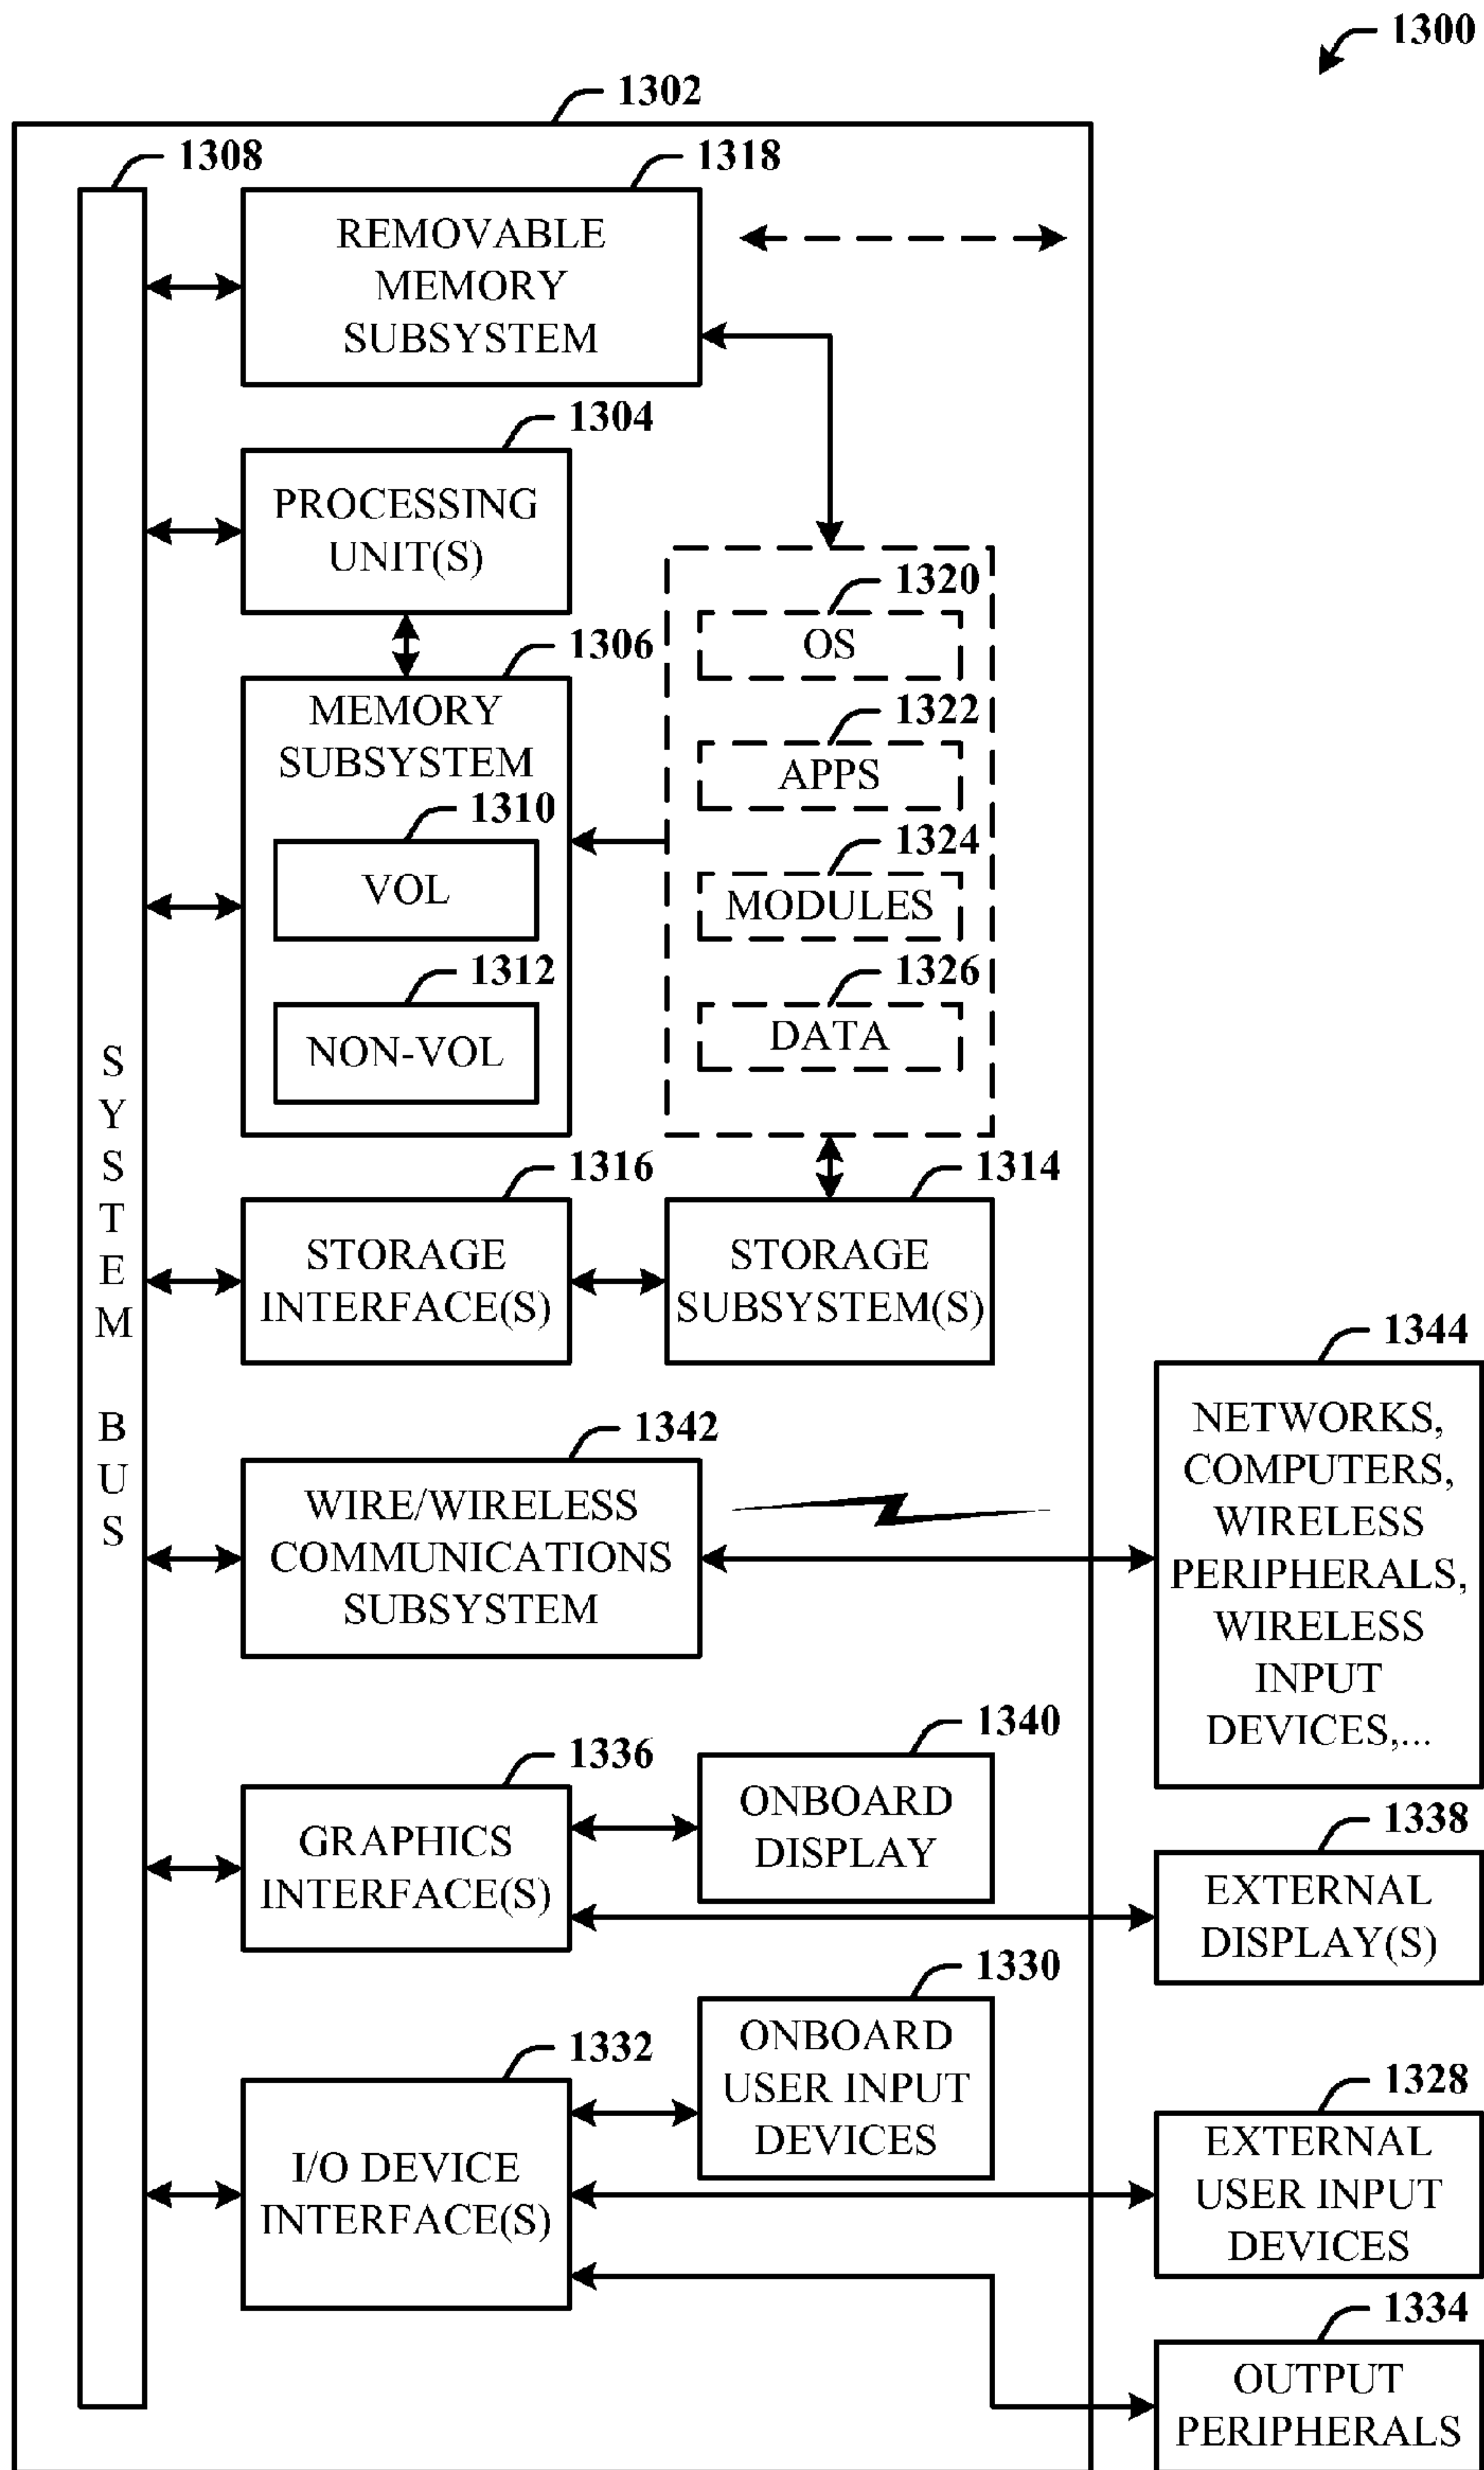 1300
1302
1308
1318
REMOVABLE
MEMORY
SUBSYSTEM
1304
PROCESSING
UNIT(S)
1306
MEMORY
SUBSYSTEM
1310
VOL
1312
NON-VOL
1320
OS
1322
APPS
1324
MODULES
1326
DATA
SYSTEM BUS
1316
STORAGE
INTERFACE(S)
1314
STORAGE
SUBSYSTEM(S)
1342
WIRE/WIRELESS
COMMUNICATIONS
SUBSYSTEM
1344
NETWORKS,
COMPUTERS,
WIRELESS
PERIPHERALS,
WIRELESS
INPUT
DEVICES,...
1336
GRAPHICS
INTERFACE(S)
1340
ONBOARD
DISPLAY
1338
EXTERNAL
DISPLAY(S)
1332
I/O DEVICE
INTERFACE(S)
1330
ONBOARD
USER INPUT
DEVICES
1328
EXTERNAL
USER INPUT
DEVICES
1334
OUTPUT
PERIPHERALS